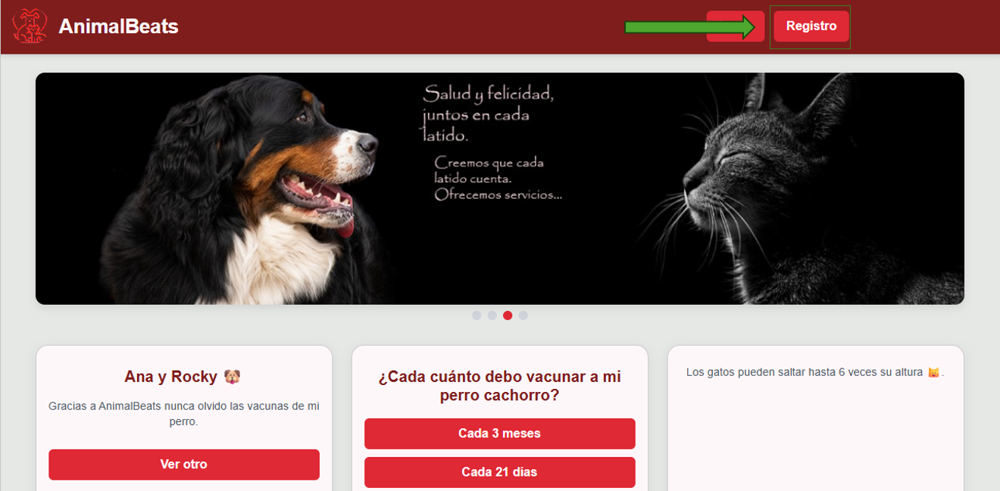 AnimalBeats
Registro
Salud y felicidad,
juntos en cada
latido.
Creemos que cada
latido cuenta.
Ofrecemos servicios...
Ana y Rocky 🐶
Gracias a AnimalBeats nunca olvido las vacunas de mi
perro.
Ver otro
¿Cada cuánto debo vacunar a mi
perro cachorro?
Cada 3 meses
Cada 21 días
Los gatos pueden saltar hasta 6 veces su altura 🐱.